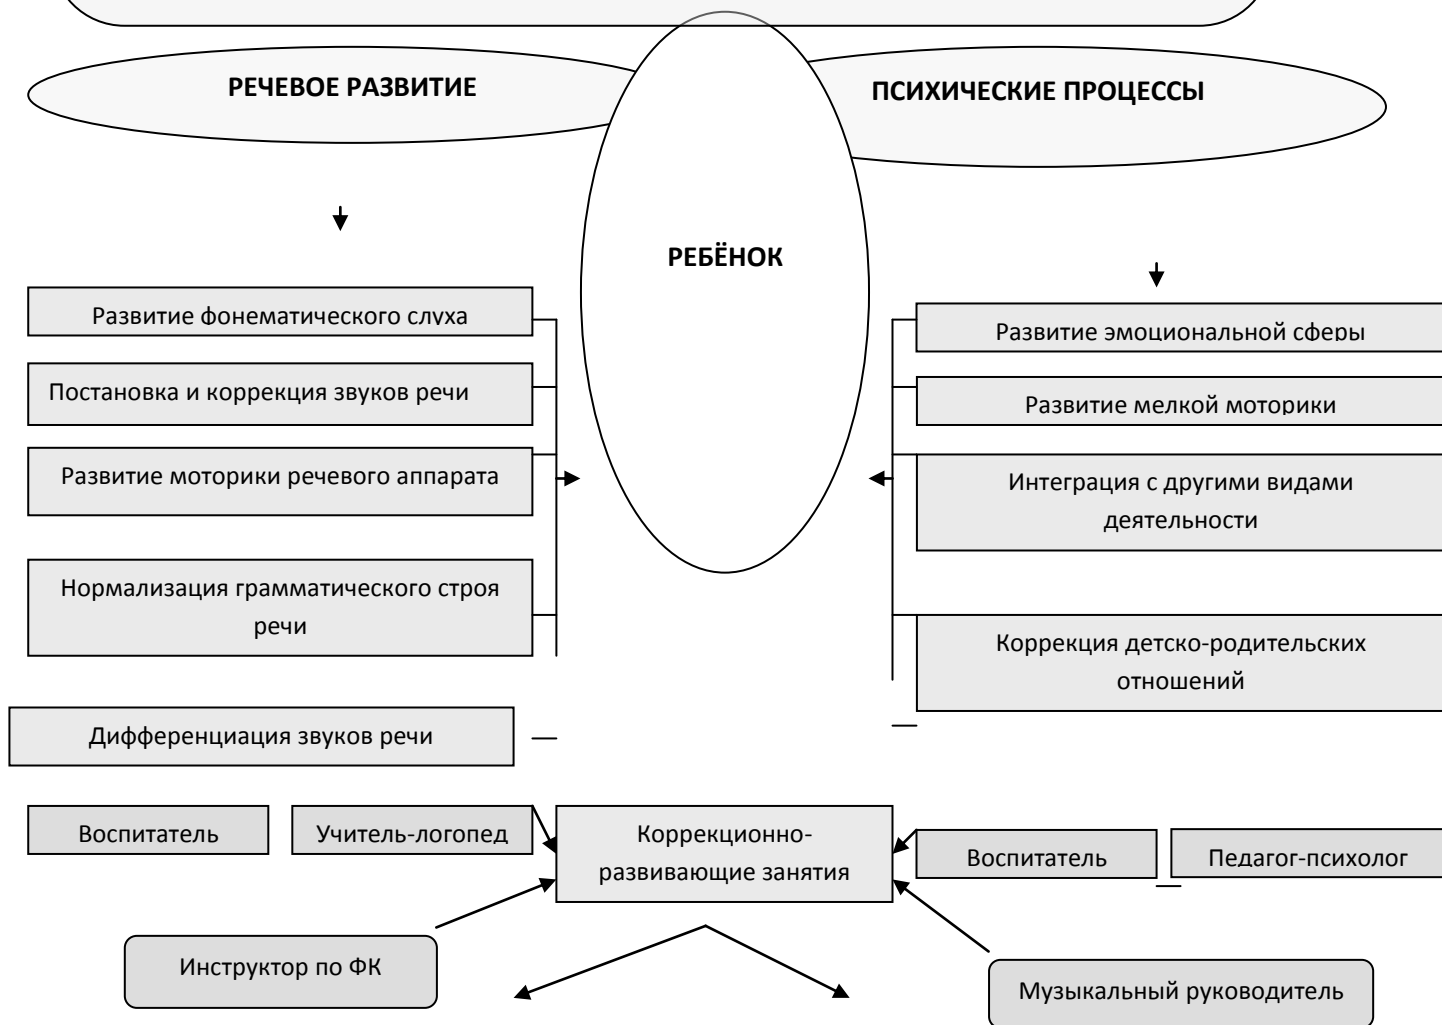 РЕЧЕВОЕ РАЗВИТИЕ
ПСИХИЧЕСКИЕ ПРОЦЕССЫ
РЕБЁНОК
Развитие фонематического слуха
Постановка и коррекция звуков речи
Развитие моторики речевого аппарата
Нормализация грамматического строя
речи
Дифференциация звуков речи
Развитие эмоциональной сферы
Развитие мелкой моторики
Интеграция с другими видами
деятельности
Коррекция детско-родительских
отношений
Воспитатель
Учитель-логопед
Коррекционно-
развивающие занятия
Воспитатель
Педагог-психолог
Инструктор по ФК
Музыкальный руководитель